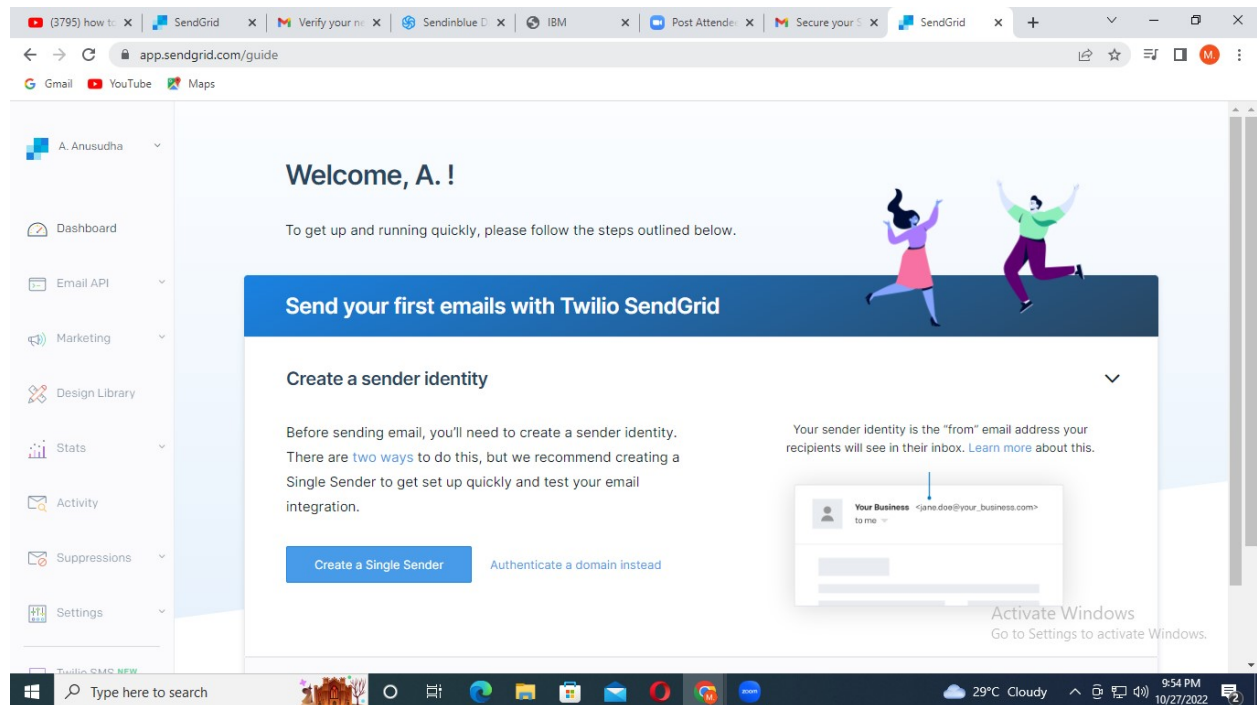 (3795) how to
SendGrid
Verify your ne
Sendinblue D
IBM
Post Attende
Secure your S
SendGrid
app.sendgrid.com/guide
M.
Gmail
YouTube
Maps
A. Anusudha
Dashboard
Email API
Marketing
Design Library
Stats
Activity
Suppressions
Settings
Twilio SMS NEW
Welcome, A. !
To get up and running quickly, please follow the steps outlined below.
Send your first emails with Twilio SendGrid
Create a sender identity
Before sending email, you'll need to create a sender identity.
There are two ways to do this, but we recommend creating a
Single Sender to get set up quickly and test your email
integration.
Create a Single Sender
Authenticate a domain instead
Your sender identity is the "from" email address your
recipients will see in their inbox. Learn more about this.
Your Business <jane.doe@your_business.com>
to me
Activate Windows
Go to Settings to activate Windows.
Type here to search
zoom
29°C Cloudy
9:54 PM
10/27/2022
2